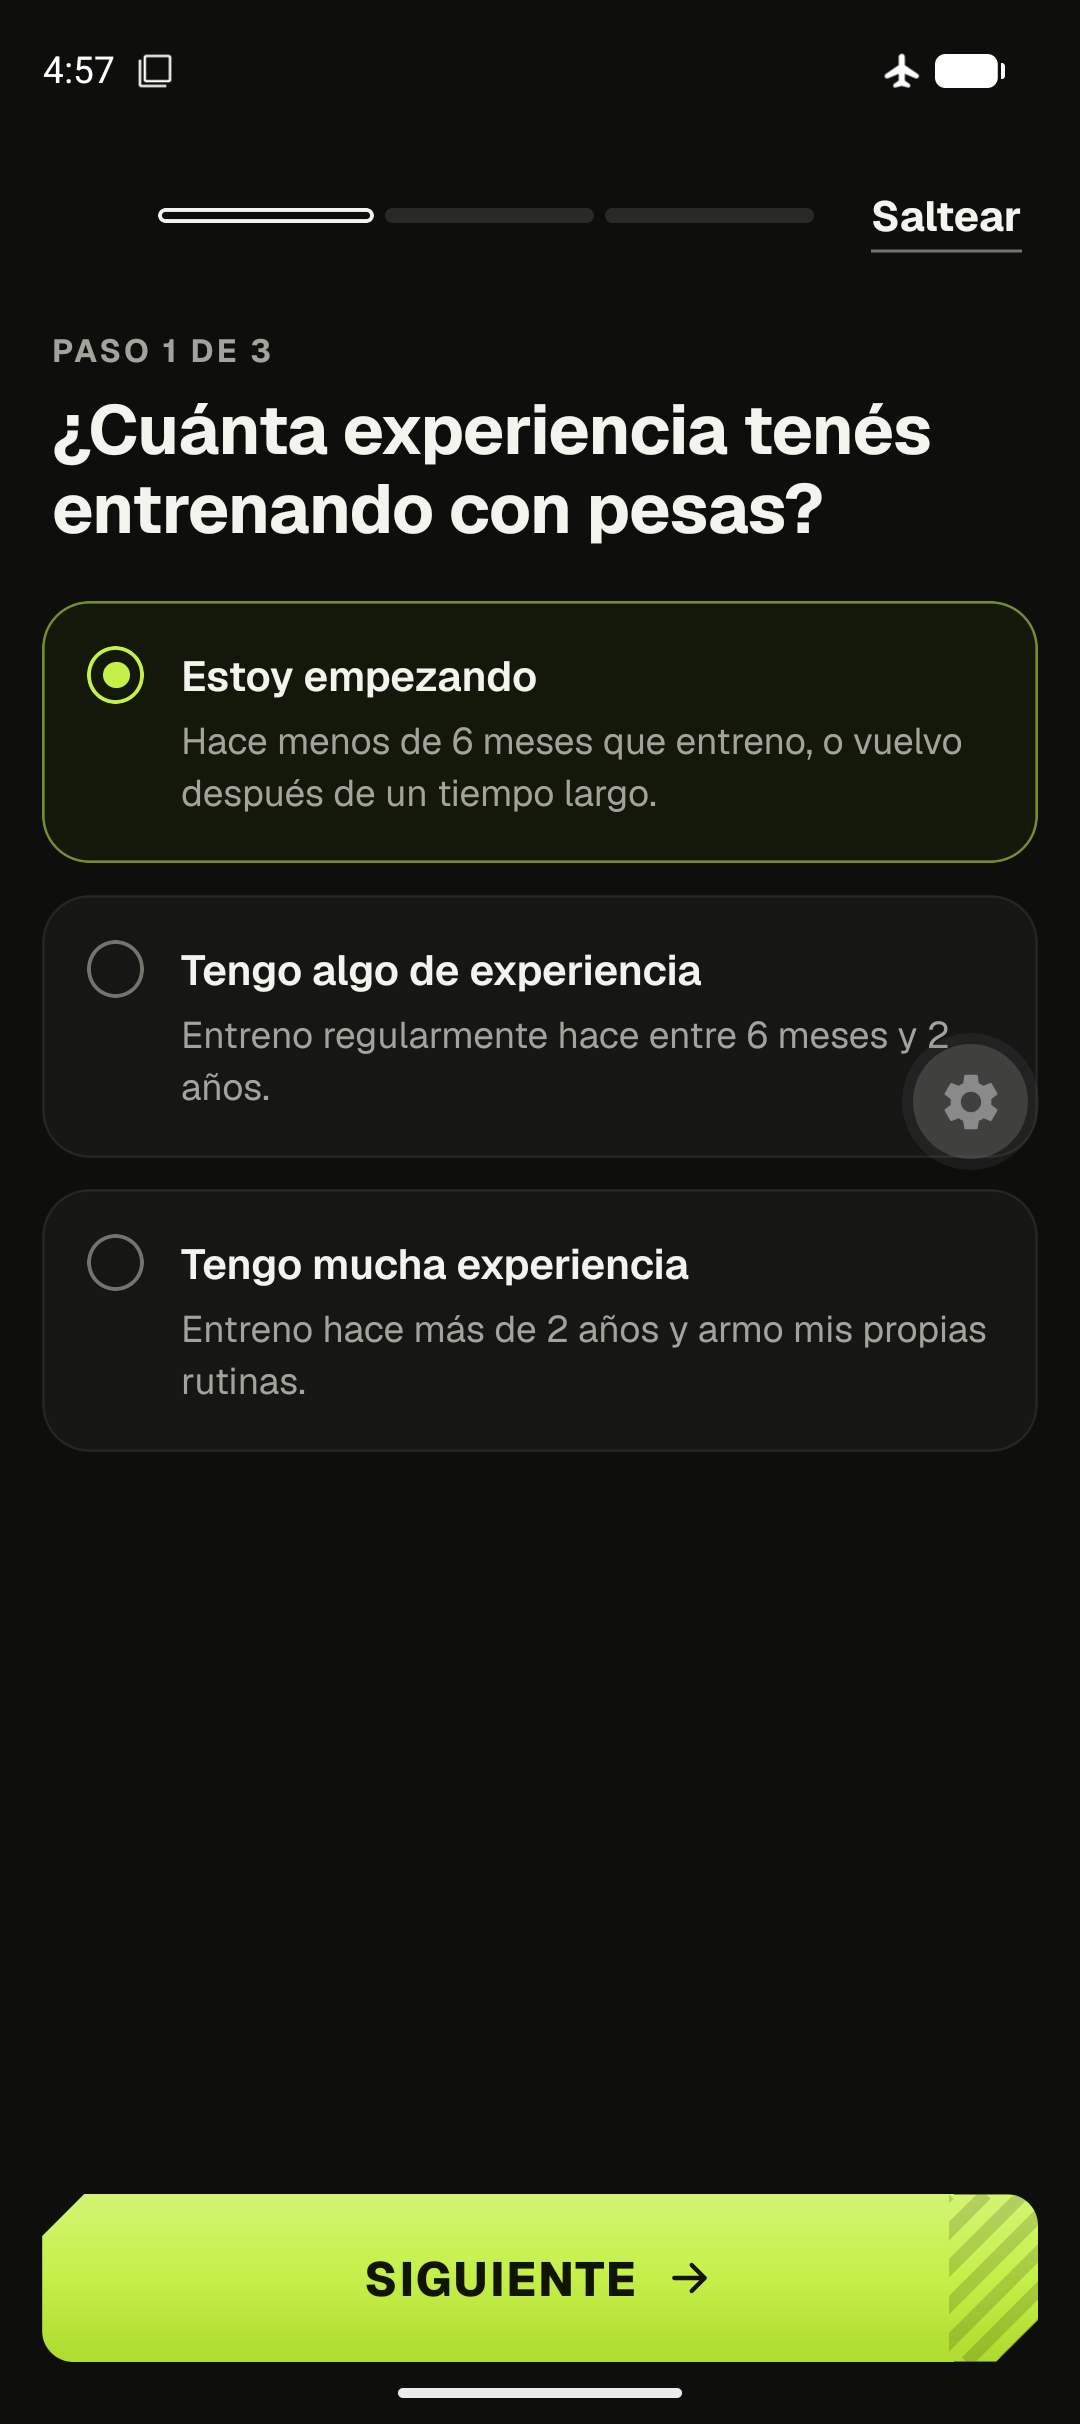 4:57
Saltear
PASO 1 DE 3
¿Cuánta experiencia tenés
entrenando con pesas?
Estoy empezando
Hace menos de 6 meses que entreno, o vuelvo
después de un tiempo largo.
Tengo algo de experiencia
Entreno regularmente hace entre 6 meses y 2
años.
Tengo mucha experiencia
Entreno hace más de 2 años y armo mis propias
rutinas.
SIGUIENTE →